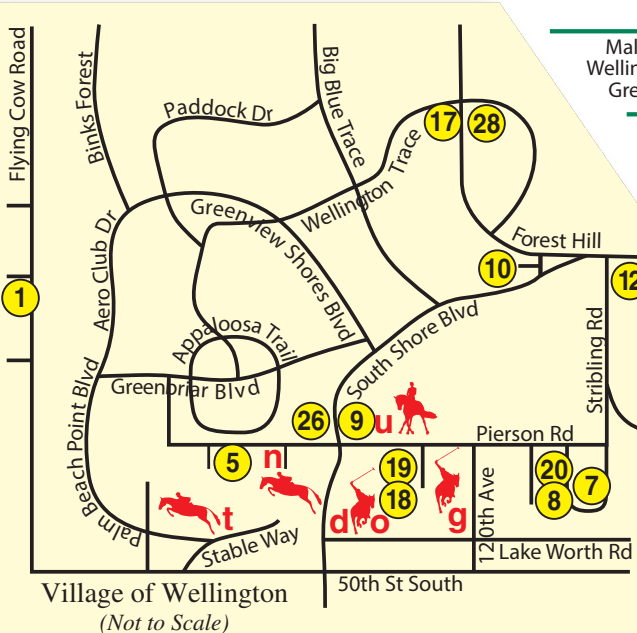 Flying Cow Road
Binks Forest
Paddock Dr
Big Blue Trace
Wellington Trace
17
28
Greenview Shores Blvd
Aero Club Dr
Forest Hill
10
12
1
South Shore Blvd
Appaloosa Trail
Greenbriar Blvd
Stribling Rd
Palm Beach Point Blvd
26
9
u
Pierson Rd
5
n
19
18
20
8
7
t
d
o
g
120th Ave
Palm
Stable Way
Lake Worth Rd
50th St South
Village of Wellington
(Not to Scale)